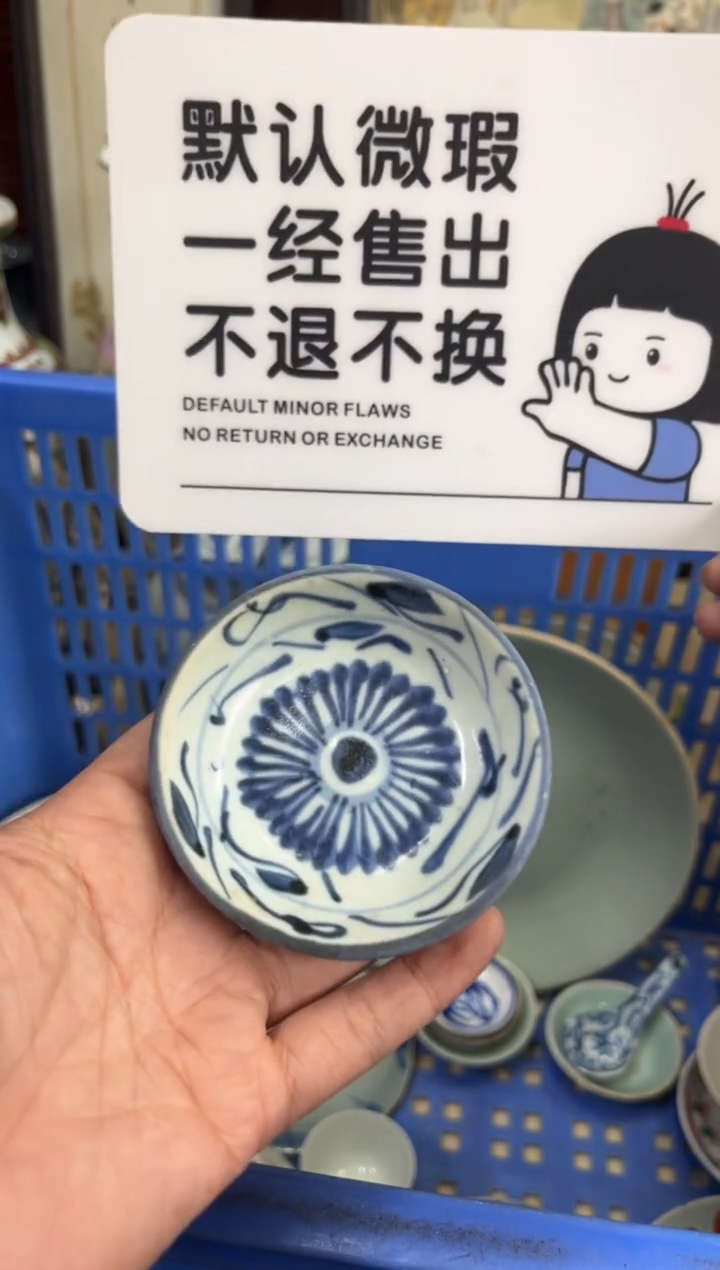 默认微瑕
一经售出
不退不换
DEFAULT MINOR FLAWS
NO RETURN OR EXCHANGE